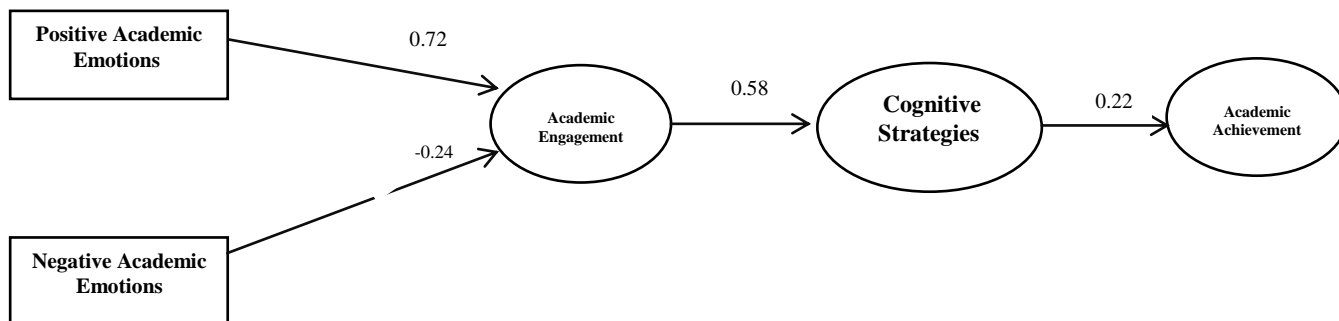 Positive Academic
Emotions
0.72
Academic
Engagement
0.58
Cognitive
Strategies
0.22
Academic
Achievement
-0.24
Negative Academic
Emotions